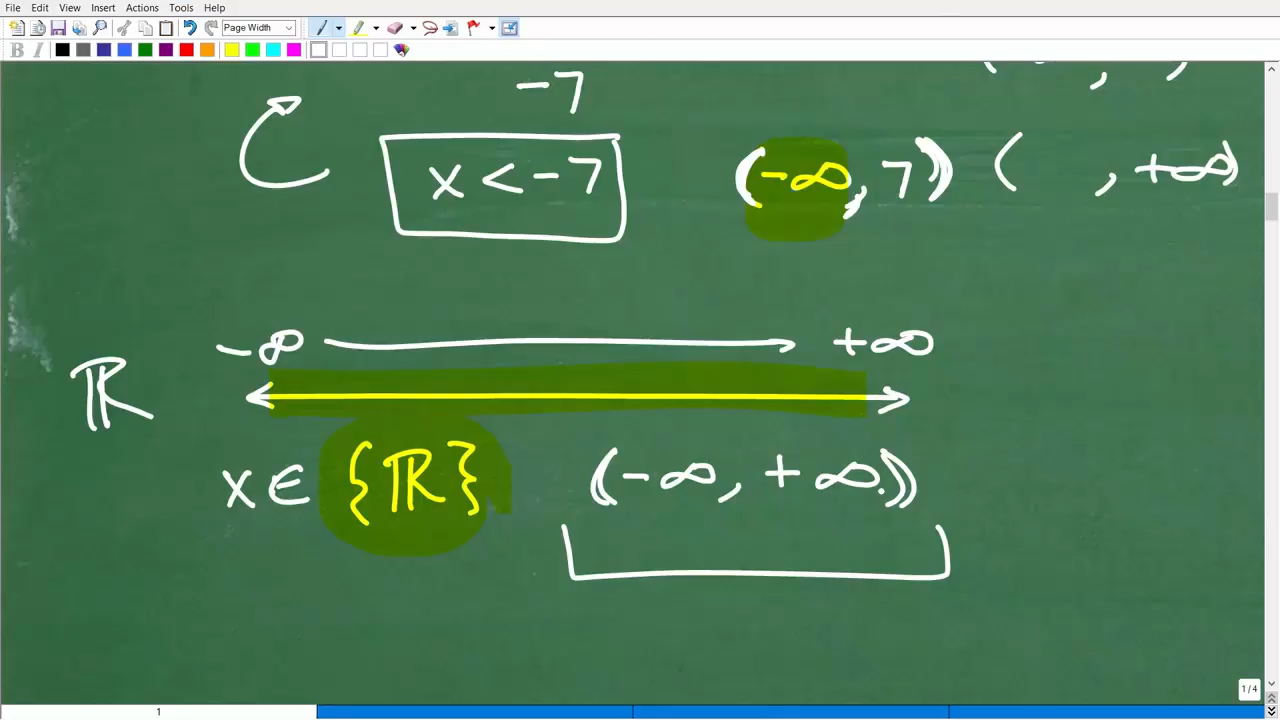 File Edit View Insert Actions Tools Help
Page Width
B I
-7
x < -7 (-∞, 7) ( , +∞)
-∞ +∞
ℝ
x ∈ {ℝ} (-∞, +∞)
1/4
1